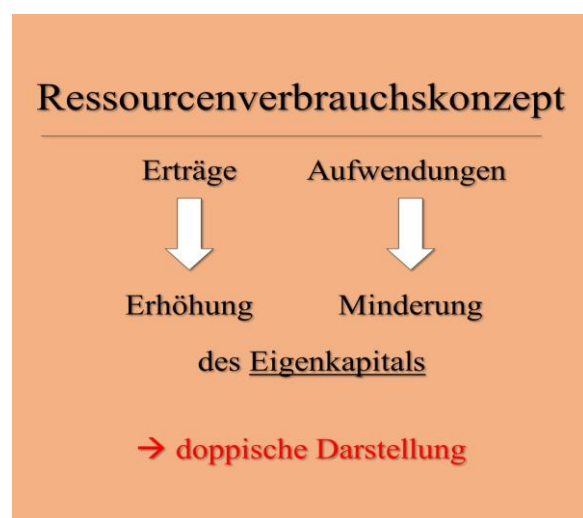 Ressourcenverbrauchskonzept
Erträge Aufwendungen
Erhöhung Minderung
des Eigenkapitals
→ doppische Darstellung